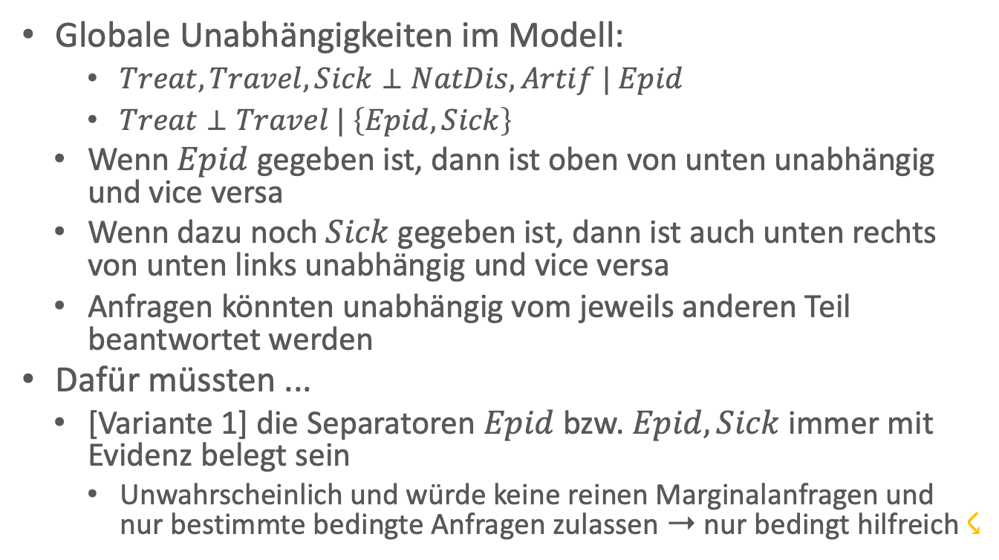 • Globale Unabhängigkeiten im Modell:
• Treat, Travel, Sick ⊥ NatDis, Artif | Epid
• Treat ⊥ Travel | {Epid, Sick}
• Wenn Epid gegeben ist, dann ist oben von unten unabhängig
und vice versa
• Wenn dazu noch Sick gegeben ist, dann ist auch unten rechts
von unten links unabhängig und vice versa
• Anfragen könnten unabhängig vom jeweils anderen Teil
beantwortet werden
• Dafür müssten ...
• [Variante 1] die Separatoren Epid bzw. Epid, Sick immer mit
Evidenz belegt sein
• Unwahrscheinlich und würde keine reinen Marginalanfragen und
nur bestimmte bedingte Anfragen zulassen → nur bedingt hilfreich